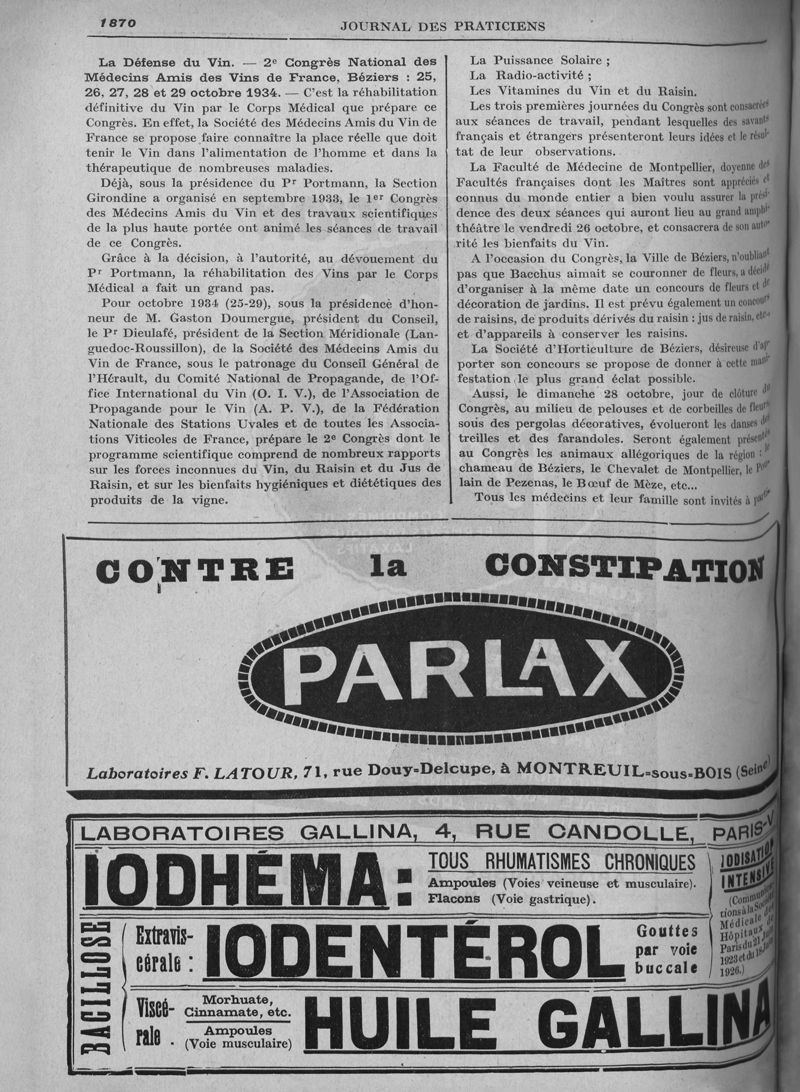 1870
JOURNAL DES PRATICIENS
La Défense du Vin. — 2e Congrès National des
Médecins Amis des Vins de France, Béziers : 25,
26, 27, 28 et 29 octobre 1934. — C'est la réhabilitation
définitive du Vin par le Corps Médical que prépare ce
Congrès. En effet, la Société des Médecins Amis du Vin de
France se propose faire connaître la place réelle que doit
tenir le Vin dans l'alimentation de l'homme et dans la
thérapeutique de nombreuses maladies.
Déjà, sous la présidence du Pr Portmann, la Section
Girondine a organisé en septembre 1933, le 1er Congrès
des Médecins Amis du Vin et des travaux scientifiques
de la plus haute portée ont animé les séances de travail
de ce Congrès.
Grâce à la décision, à l'autorité, au dévouement du
Pr Portmann, la réhabilitation des Vins par le Corps
Médical a fait un grand pas.
Pour octobre 1934 (25-29), sous la présidence d'hon-
neur de M. Gaston Doumergue, président du Conseil,
le Pr Dieulafé, président de la Section Méridionale (Lan-
guedoc-Roussillon), de la Société des Médecins Amis du
Vin de France, sous le patronage du Conseil Général de
l'Hérault, du Comité National de Propagande, de l'Of-
fice International du Vin (O. I. V.), de l'Association de
Propagande pour le Vin (A. P. V.), de la Fédération
Nationale des Stations Uvales et de toutes les Associa-
tions Viticoles de France, prépare le 2e Congrès dont le
programme scientifique comprend de nombreux rapports
sur les forces inconnues du Vin, du Raisin et du Jus de
Raisin, et sur les bienfaits hygiéniques et diététiques des
produits de la vigne.
La Puissance Solaire ;
La Radio-activité ;
Les Vitamines du Vin et du Raisin.
Les trois premières journées du Congrès sont consacrées
aux séances de travail, pendant lesquelles des savants
français et étrangers présenteront leurs idées et le résul-
tat de leur observations.
La Faculté de Médecine de Montpellier, doyenne des
Facultés françaises dont les Maîtres sont appréciés et
connus du monde entier a bien voulu assurer la prési-
dence des deux séances qui auront lieu au grand amphi-
théâtre le vendredi 26 octobre, et consacrera de son auto-
rité les bienfaits du Vin.
A l'occasion du Congrès, la Ville de Béziers, n'oubliant
pas que Bacchus aimait se couronner de fleurs, a décidé
d'organiser à la même date un concours de fleurs et de
décoration de jardins. Il est prévu également un concours
de raisins, de produits dérivés du raisin : jus de raisin, etc.,
et d'appareils à conserver les raisins.
La Société d'Horticulture de Béziers, désireuse d'ap-
porter son concours se propose de donner à cette mani-
festation le plus grand éclat possible.
Aussi, le dimanche 28 octobre, jour de clôture du
Congrès, au milieu de pelouses et de corbeilles de fleurs
sous des pergolas décoratives, évolueront les danses des
treilles et des farandoles. Seront également présentés
au Congrès les animaux allégoriques de la région : le
chameau de Béziers, le Chevalet de Montpellier, le Pou-
lain de Pezenas, le Bœuf de Mèze, etc...
Tous les médecins et leur famille sont invités à
CONTRE la CONSTIPATION
PARLAX
Laboratoires F. LATOUR, 71, rue Douy-Delcupe, à MONTREUIL-sous-BOIS (Seine)
LABORATOIRES GALLINA, 4, RUE CANDOLLE, PARIS-V
IODHÉMA :
TOUS RHUMATISMES CHRONIQUES
Ampoules (Voies veineuse et musculaire).
Flacons (Voie gastrique).
IODISATION
INTENSIVE
(Communica-
tions à la Société
Médicale des
Hôpitaux
Paris du 21
1923 et du 18
1926.)
BACILLOSE
Extravis-
cérale :
IODENTÉROL
Gouttes
par voie
buccale
Viscé-
rale .
Morhuate,
Cinnamate, etc.
Ampoules
(Voie musculaire)
HUILE GALLINA